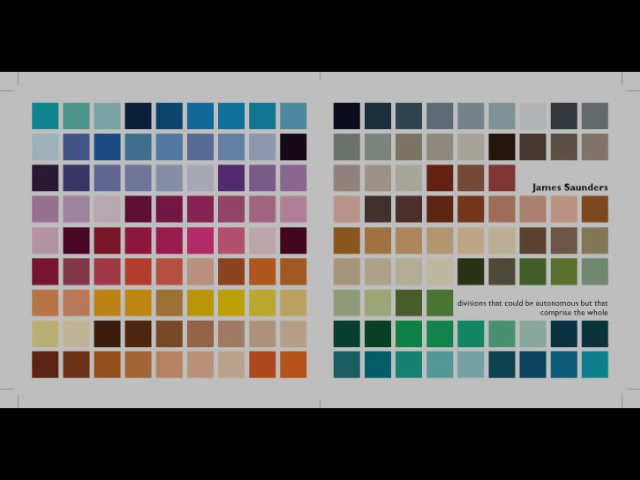 James Saunders
divisions that could be autonomous but that
comprise the whole